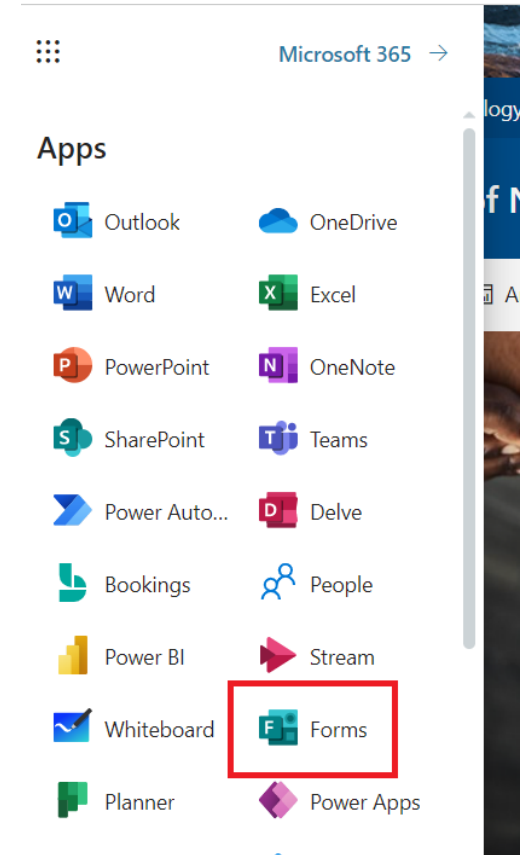 Microsoft 365 →
Apps
Outlook
OneDrive
Word
Excel
PowerPoint
OneNote
SharePoint
Teams
Power Auto...
Delve
Bookings
People
Power BI
Stream
Whiteboard
Forms
Planner
Power Apps
logy
f N
A